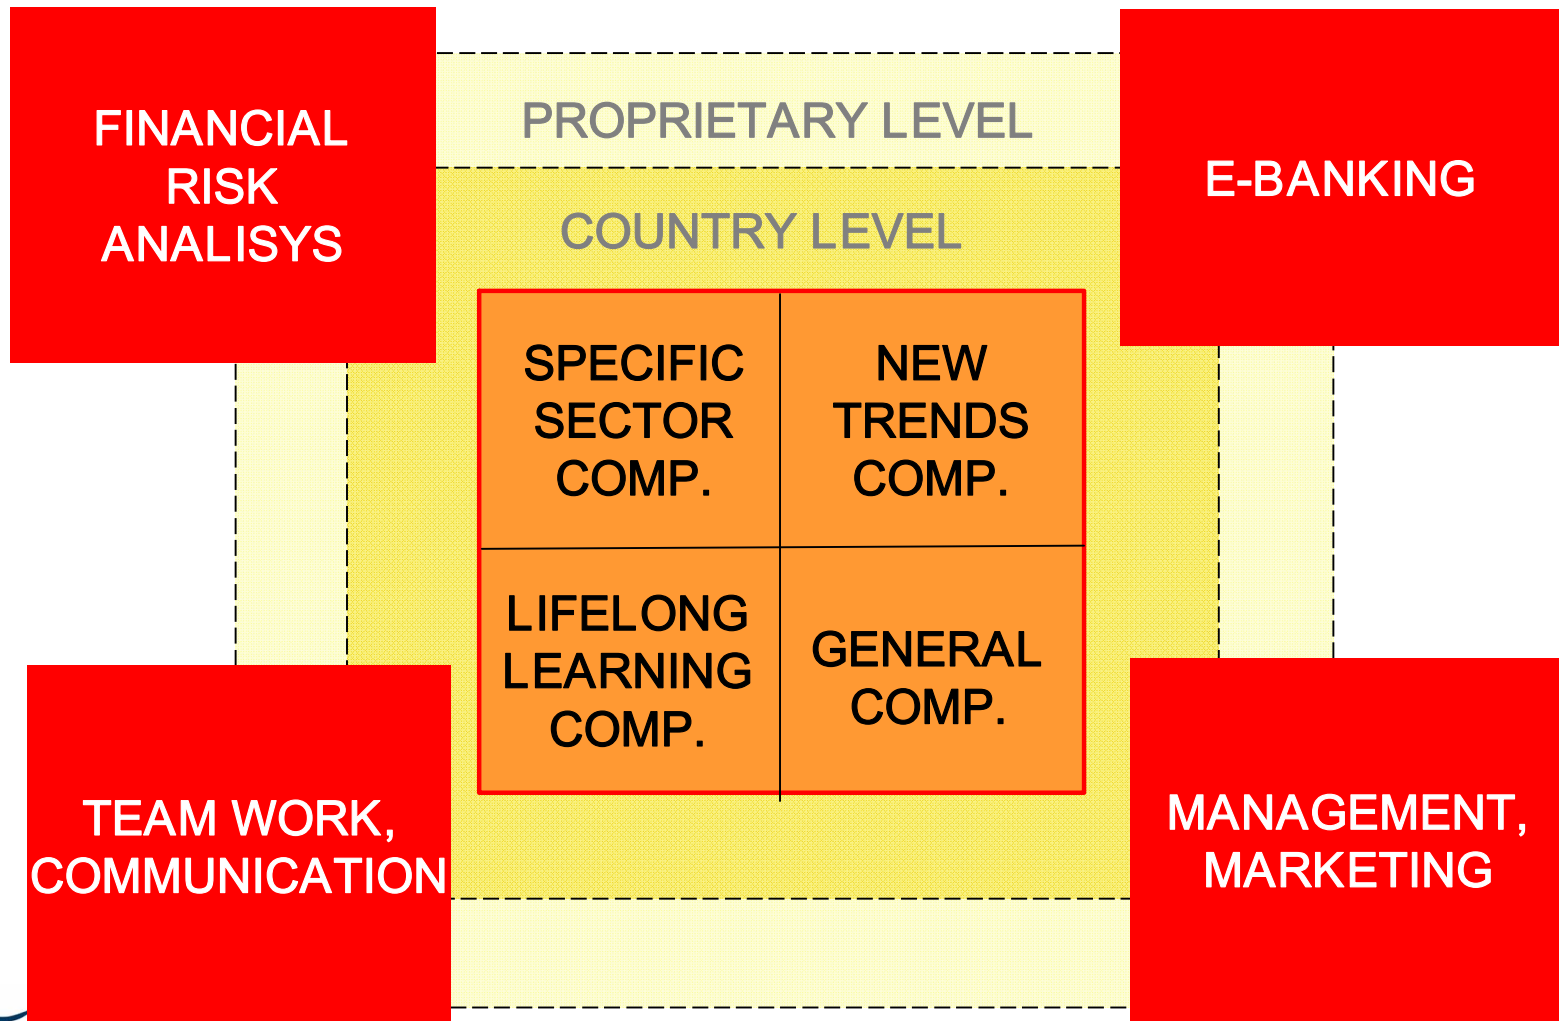 FINANCIAL
RISK
ANALISYS
PROPRIETARY LEVEL
E-BANKING
COUNTRY LEVEL
SPECIFIC
SECTOR
COMP.
NEW
TRENDS
COMP.
LIFELONG
LEARNING
COMP.
GENERAL
COMP.
TEAM WORK,
COMMUNICATION
MANAGEMENT,
MARKETING